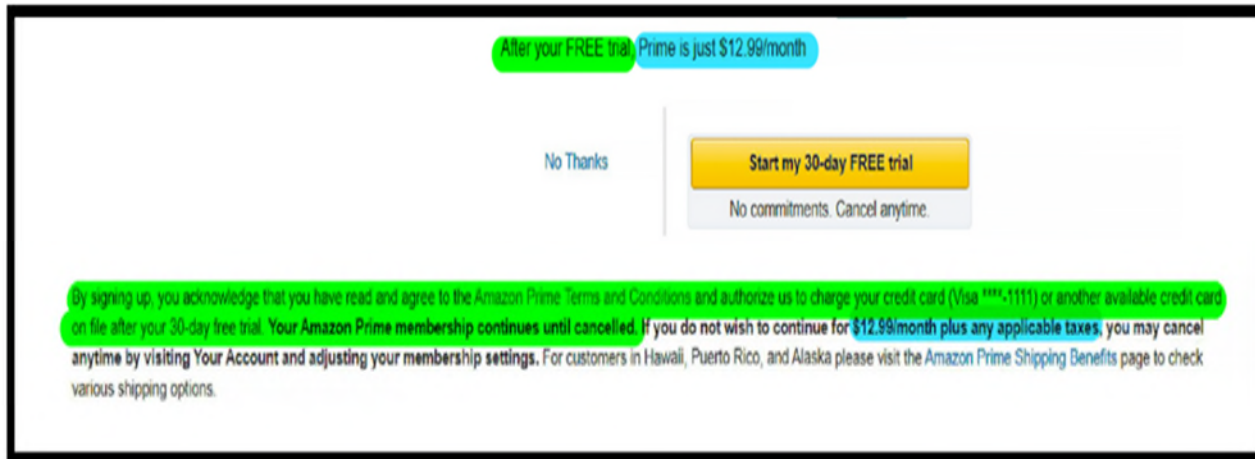 After your FREE trial, Prime is just $12.99/month
No Thanks
Start my 30-day FREE trial
No commitments. Cancel anytime.
By signing up, you acknowledge that you have read and agree to the Amazon Prime Terms and Conditions and authorize us to charge your credit card (Visa ****-1111) or another available credit card
on file after your 30-day free trial. Your Amazon Prime membership continues until cancelled. If you do not wish to continue for $12.99/month plus any applicable taxes, you may cancel
anytime by visiting Your Account and adjusting your membership settings. For customers in Hawaii, Puerto Rico, and Alaska please visit the Amazon Prime Shipping Benefits page to check
various shipping options.